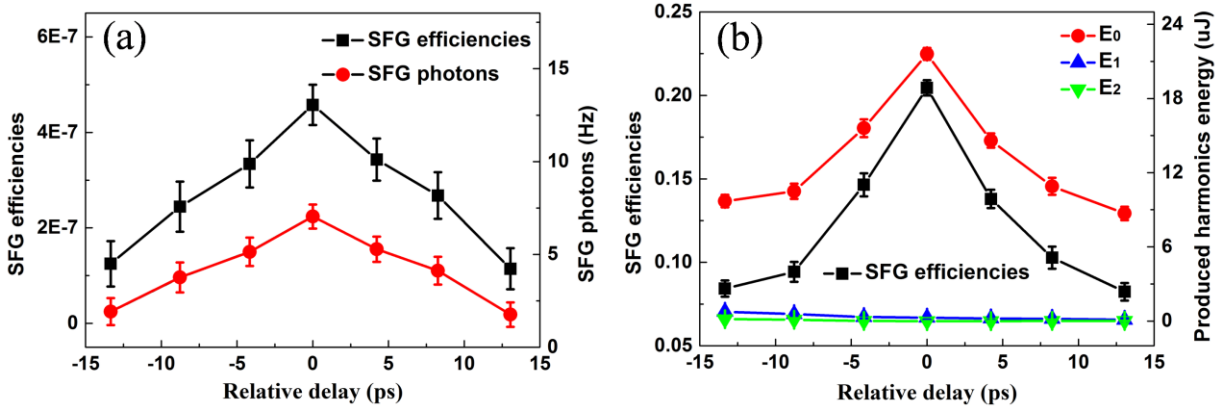 (a)
SFG efficiencies
SFG photons
6E-7
4E-7
2E-7
0
SFG efficiencies
15
10
5
0
SFG photons (Hz)
-15 -10 -5 0 5 10 15
Relative delay (ps)
(b)
E0
E1
E2
SFG efficiencies
0.25
0.20
0.15
0.10
0.05
SFG efficiencies
24
18
12
6
0
Produced harmonics energy (uJ)
-15 -10 -5 0 5 10 15
Relative delay (ps)